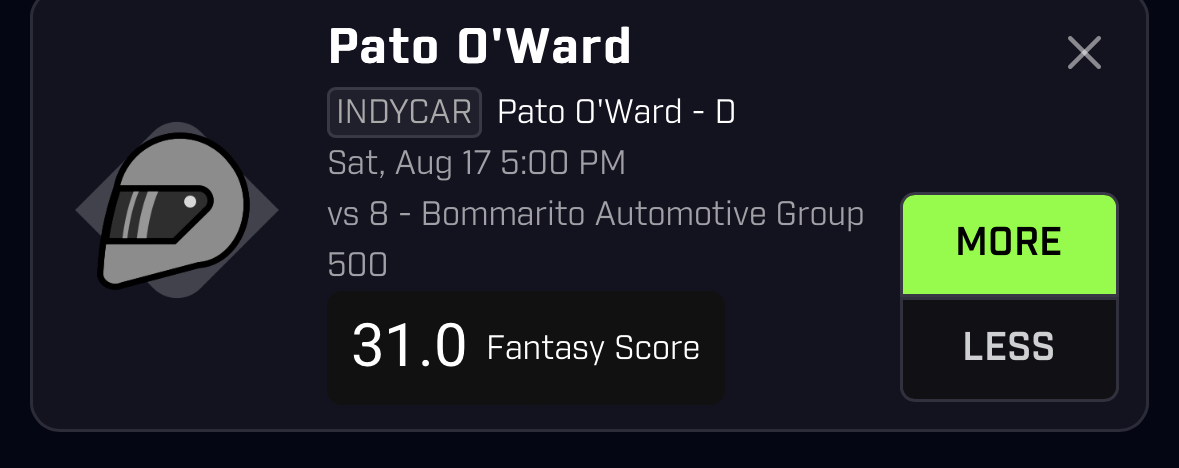 Pato O'Ward
INDYCAR Pato O'Ward - D
Sat, Aug 17 5:00 PM
vs 8 - Bommarito Automotive Group
500
MORE
31.0 Fantasy Score
LESS